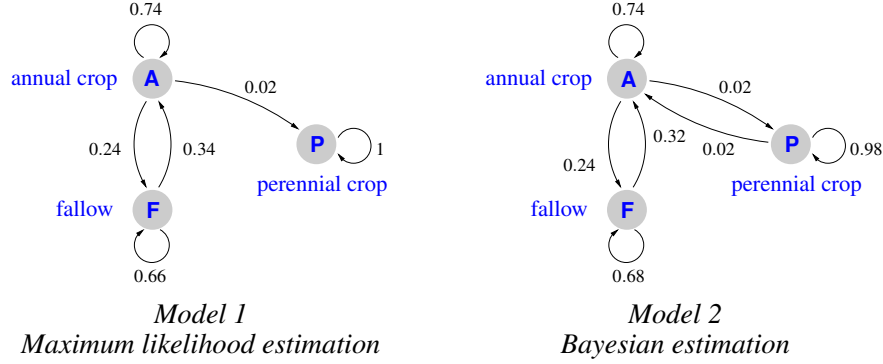 0.74
A
annual crop
0.02
0.24
0.34
P
1
perennial crop
F
fallow
0.66
Model 1
Maximum likelihood estimation
0.74
A
annual crop
0.02
0.02
0.24
0.32
P
0.98
perennial crop
F
fallow
0.68
Model 2
Bayesian estimation